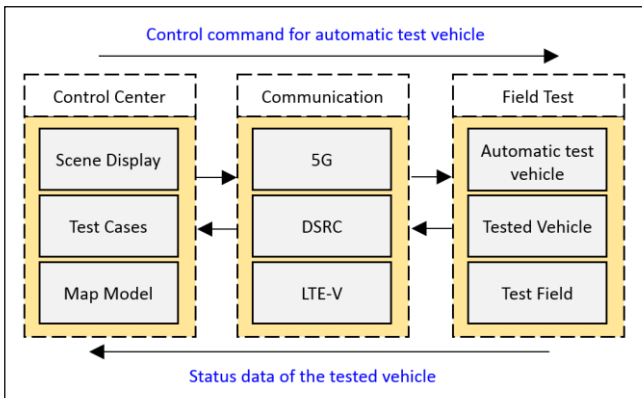 Control command for automatic test vehicle
Control Center
Communication
Field Test
Scene Display
5G
Automatic test
vehicle
Test Cases
DSRC
Tested Vehicle
Map Model
LTE-V
Test Field
Status data of the tested vehicle